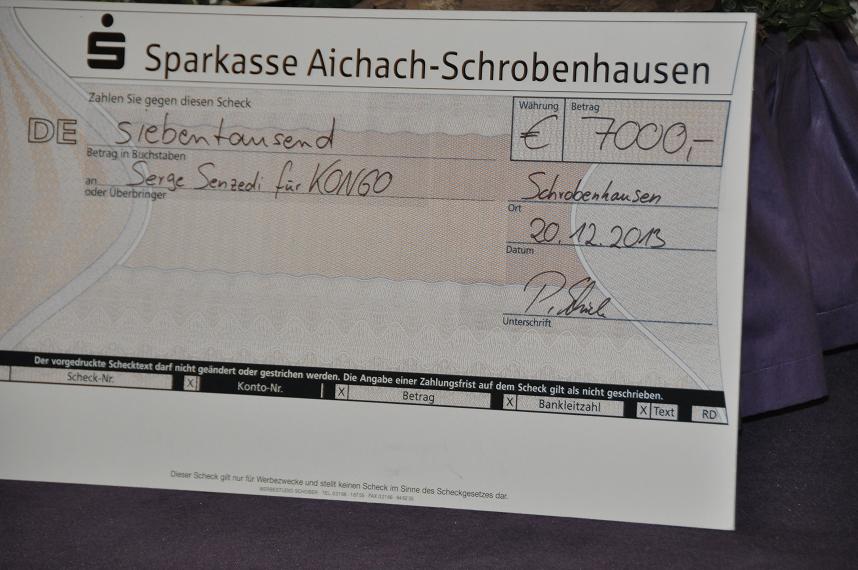 Sparkasse Aichach-Schrobenhausen
Zahlen Sie gegen diesen Scheck
Währung Betrag
DE siebentausend
€ 7000,-
Betrag in Buchstaben
an Serge Senzedi für KONGO
oder Überbringer
Schrobenhausen
Ort
20.12.2013
Datum
Unterschrift
Der vorgedruckte Schecktext darf nicht geändert oder gestrichen werden. Die Angabe einer Zahlungsfrist auf dem Scheck gilt als nicht geschrieben.
Scheck-Nr. X Konto-Nr. X Betrag X Bankleitzahl X Text RD
Dieser Scheck gilt nur für Werbezwecke und stellt keinen Scheck im Sinne des Scheckgesetzes dar.